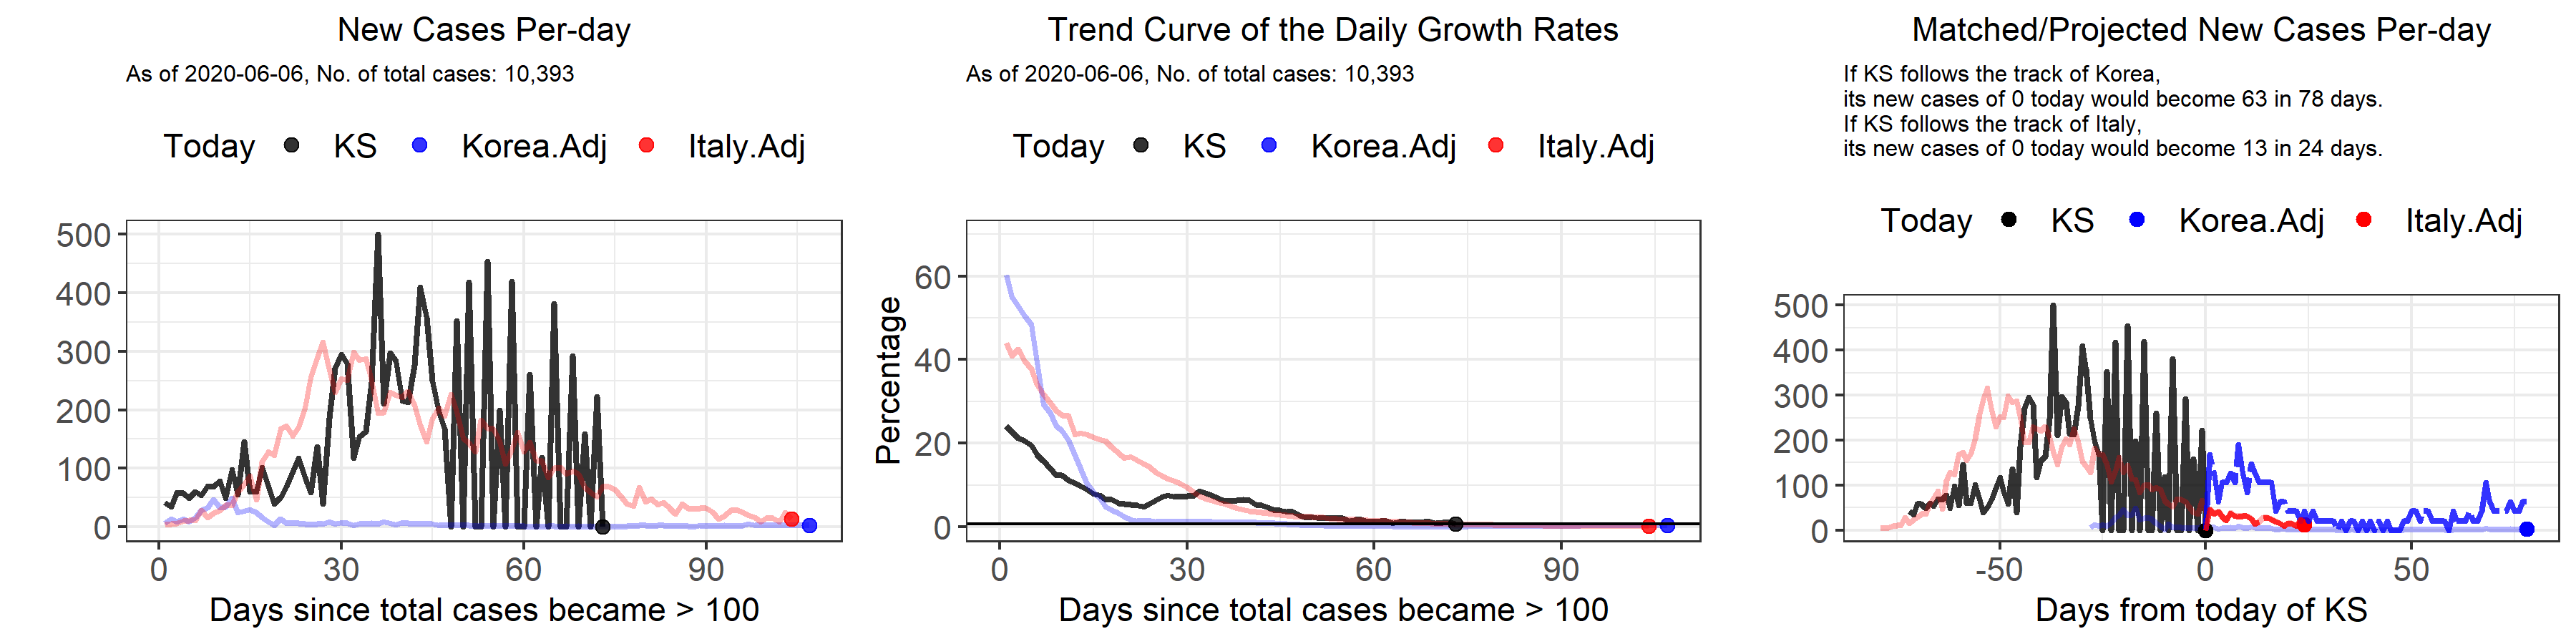 New Cases Per-day
As of 2020-06-06, No. of total cases: 10,393
Today KS Korea.Adj Italy.Adj
500
400
300
200
100
0
0 30 60 90
Days since total cases became > 100
Trend Curve of the Daily Growth Rates
As of 2020-06-06, No. of total cases: 10,393
Today KS Korea.Adj Italy.Adj
Percentage
60
40
20
0
0 30 60 90
Days since total cases became > 100
Matched/Projected New Cases Per-day
If KS follows the track of Korea,
its new cases of 0 today would become 63 in 78 days.
If KS follows the track of Italy,
its new cases of 0 today would become 13 in 24 days.
Today KS Korea.Adj Italy.Adj
500
400
300
200
100
0
-50 0 50
Days from today of KS